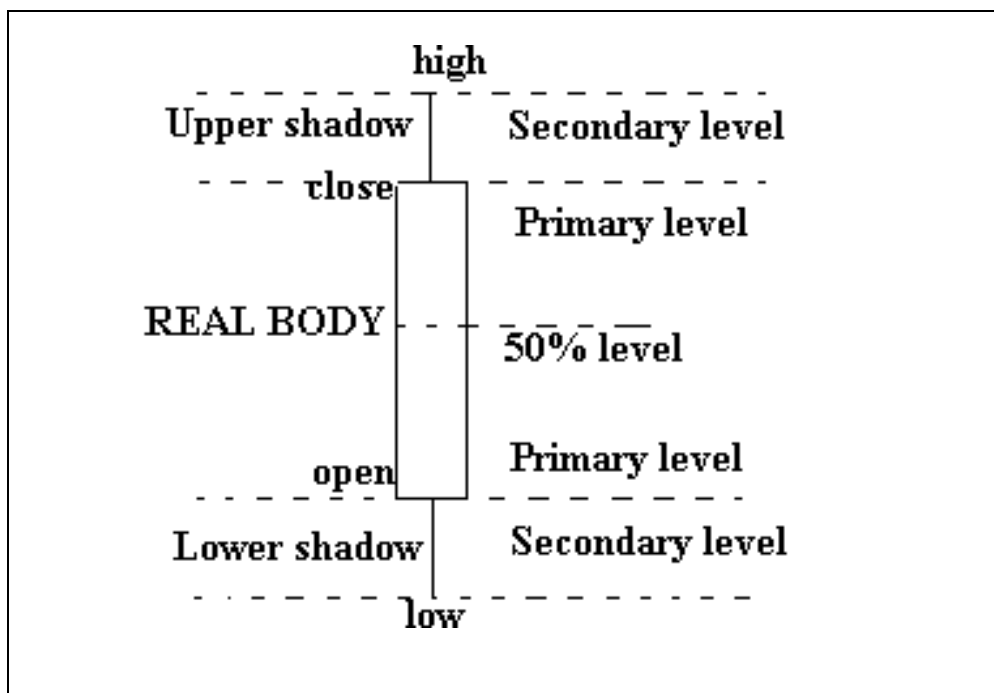 high
Upper shadow
Secondary level
close
Primary level
REAL BODY
50% level
Primary level
open
Lower shadow
Secondary level
low